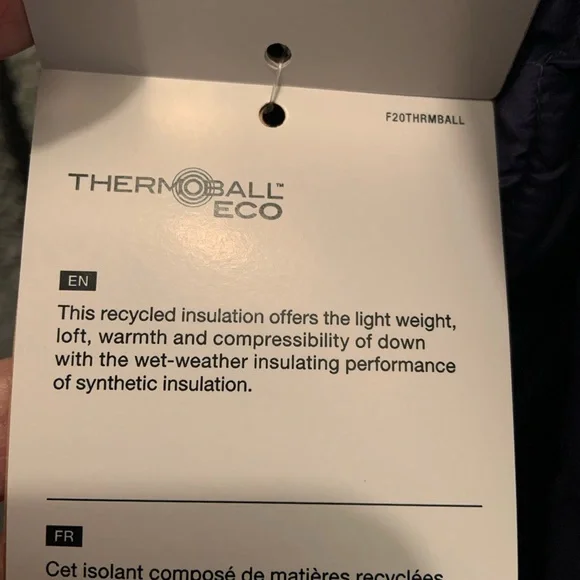 F20THRMBALL
THERMOBALL™
ECO
EN
This recycled insulation offers the light weight,
loft, warmth and compressibility of down
with the wet-weather insulating performance
of synthetic insulation.
FR
Cet isolant composé de matières recyclées